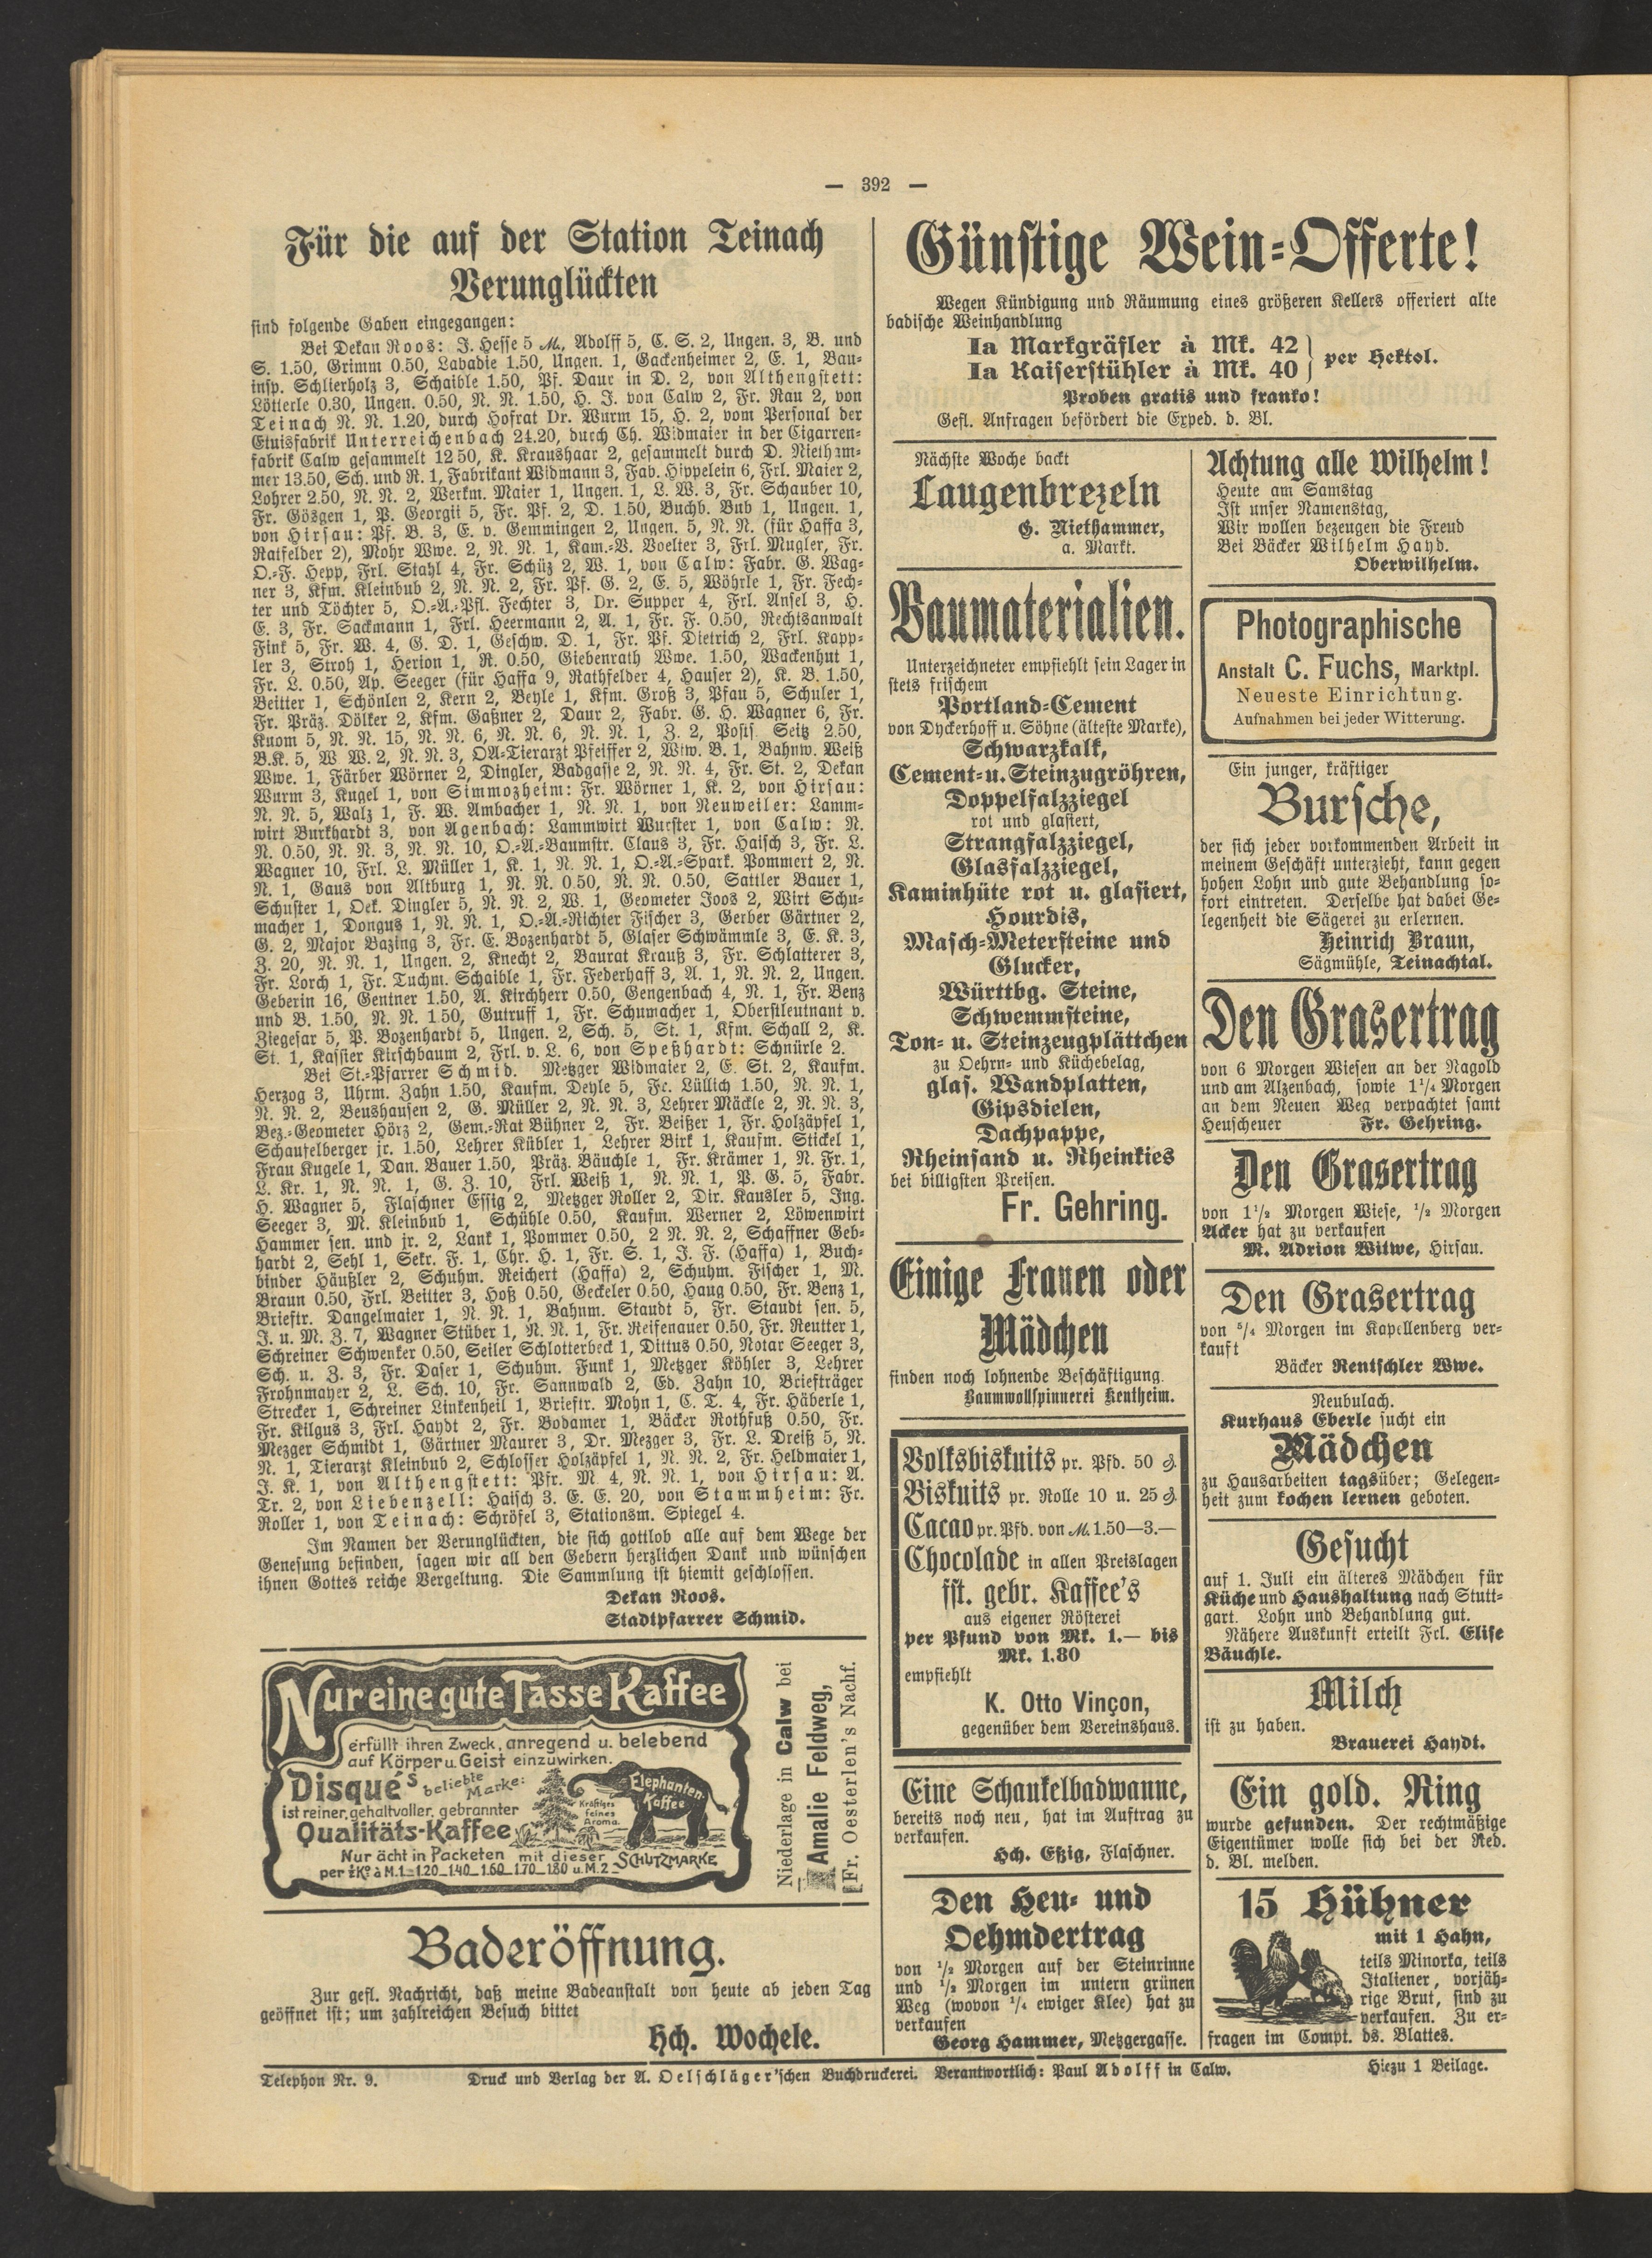 — 392 —
Für die auf der Station Teinach
Verunglückten
sind folgende Gaben eingegangen:
Bei Dekan Roos: J. Hesse 5 M., Adolff 5, C. S. 2, Ungen. 3, B. und
S. 1.50, Grimm 0.50, Labadie 1.50, Ungen. 1, Gackenheimer 2, E. 1, Bau-
insp. Schlierholz 3, Schaible 1.50, Pf. Daur in D. 2, von Althengstett:
Lötterle 0.30, Ungen. 0.50, N. N. 1.50, H. J. von Calw 2, Fr. Rau 2, von
Teinach N. N. 1.20, durch Hofrat Dr. Wurm 15, H. 2, vom Personal der
Etuisfabrik Unterreichenbach 24.20, durch Ch. Widmaier in der Cigarren-
fabrik Calw gesammelt 12 50, K. Kraushaar 2, gesammelt durch D. Nietham-
mer 13.50, Sch. und R. 1, Fabrikant Widmann 3, Fab. Hippelein 6, Frl. Maier 2,
Lohrer 2.50, N. N. 2, Werkm. Maier 1, Ungen. 1, L. W. 3, Fr. Schauber 10,
Fr. Gösgen 1, P. Georgii 5, Fr. Pf. 2, D. 1.50, Buchb. Bub 1, Ungen. 1,
von Hirsau: Pf. B. 3, E. v. Gemmingen 2, Ungen. 5, N. N. (für Haffa 3,
Ratfelder 2), Mohr Wwe. 2, N. N. 1, Kam.-V. Voelter 3, Frl. Mugler, Fr.
O.-F. Hepp, Frl. Stahl 4, Fr. Schüz 2, W. 1, von Calw: Fabr. G. Wag-
ner 3, Kfm. Kleinbub 2, N. N. 2, Fr. Pf. G. 2, E. 5, Wöhrle 1, Fr. Fech-
ter und Töchter 5, O.-A.-Pfl. Fechter 3, Dr. Supper 4, Frl. Ansel 3, H.
E. 3, Fr. Sackmann 1, Frl. Heermann 2, A. 1, Fr. F. 0.50, Rechtsanwalt
Fink 5, Fr. W. 4, G. D. 1, Geschw. D. 1, Fr. Pf. Dietrich 2, Frl. Kapp-
ler 3, Stroh 1, Herion 1, R. 0.50, Giebenrath Wwe. 1.50, Wackenhut 1,
Fr. L. 0.50, Ap. Seeger (für Haffa 9, Rathfelder 4, Hauser 2), K. B. 1.50,
Beitter 1, Schönlen 2, Kern 2, Beyle 1, Kfm. Groß 3, Pfau 5, Schuler 1,
Fr. Präz. Dölker 2, Kfm. Gaßner 2, Daur 2, Fabr. G. H. Wagner 6, Fr.
Knom 5, N. N. 15, N. N. 6, N. N. 6, N. N. 1, Z. 2, Posts. Seitz 2.50,
B.K. 5, W W. 2, N. N. 3, OA-Tierarzt Pfeiffer 2, Wtw. B. 1, Bahnw. Weiß
Wwe. 1, Färber Wörner 2, Dingler, Badgasse 2, N. N. 4, Fr. St. 2, Dekan
Wurm 3, Kugel 1, von Simmozheim: Fr. Wörner 1, K. 2, von Hirsau:
N. N. 5, Walz 1, F. W. Ambacher 1, N. N. 1, von Neuweiler: Lamm-
wirt Burkhardt 3, von Agenbach: Lammwirt Wurster 1, von Calw: N.
N. 0.50, N. N. 3, N. N. 10, O.-A.-Baumstr. Claus 3, Fr. Haisch 3, Fr. L.
Wagner 10, Frl. L. Müller 1, K. 1, N. N. 1, O.-A.-Spark. Pommert 2, N.
N. 1, Gaus von Altburg 1, N. N. 0.50, N. N. 0.50, Sattler Bauer 1,
Schuster 1, Oek. Dingler 5, N. N. 2, W. 1, Geometer Joos 2, Wirt Schu-
macher 1, Dongus 1, N. N. 1, O.-A.-Richter Fischer 3, Gerber Gärtner 2,
G. 2, Major Bazing 3, Fr. E. Bozenhardt 5, Glaser Schwämmle 3, E. K. 3,
Z. 20, N. N. 1, Ungen. 2, Knecht 2, Baurat Krauß 3, Fr. Schlatterer 3,
Fr. Lorch 1, Fr. Tuchm. Schaible 1, Fr. Federhaff 3, A. 1, N. N. 2, Ungen.
Geberin 16, Gentner 1.50, A. Kirchherr 0.50, Gengenbach 4, N. 1, Fr. Benz
und B. 1.50, N. N. 1.50, Gutruff 1, Fr. Schumacher 1, Oberstleutnant v.
Ziegesar 5, P. Bozenhardt 5, Ungen. 2, Sch. 5, St. 1, Kfm. Schall 2, K.
St. 1, Kassier Kirschbaum 2, Frl. v. L. 6, von Speßhardt: Schnürle 2.
Bei St.-Pfarrer Schmid. Metzger Widmaier 2, E. St. 2, Kaufm.
Herzog 3, Uhrm. Zahn 1.50, Kaufm. Deyle 5, Fr. Lüllich 1.50, N. N. 1,
N. N. 2, Beushausen 2, G. Müller 2, N. N. 3, Lehrer Mäckle 2, N. N. 3,
Bez.-Geometer Hörz 2, Gem.-Rat Bühner 2, Fr. Beißer 1, Fr. Holzäpfel 1,
Schaufelberger jr. 1.50, Lehrer Kübler 1, Lehrer Birk 1, Kaufm. Stickel 1,
Frau Kugele 1, Dan. Bauer 1.50, Präz. Bäuchle 1, Fr. Krämer 1, N. Fr. 1,
L. Kr. 1, N. N. 1, G. Z. 10, Frl. Weiß 1, N. N. 1, P. G. 5, Fabr.
H. Wagner 5, Flaschner Essig 2, Metzger Roller 2, Dir. Kausler 5, Ing.
Seeger 3, M. Kleinbub 1, Schühle 0.50, Kaufm. Werner 2, Löwenwirt
Hammer sen. und jr. 2, Lank 1, Pommer 0.50, 2 N. N. 2, Schaffner Geb-
hardt 2, Sehl 1, Sekr. F. 1, Chr. H. 1, Fr. S. 1, J. F. (Haffa) 1, Buch-
binder Häußler 2, Schuhm. Reichert (Haffa) 2, Schuhm. Fischer 1, M.
Braun 0.50, Frl. Beitter 3, Hoß 0.50, Geckeler 0.50, Haug 0.50, Fr. Benz 1,
Brieftr. Dangelmaier 1, N. N. 1, Bahnm. Staudt 5, Fr. Staudt sen. 5,
J. u. M. Z. 7, Wagner Stüber 1, N. N. 1, Fr. Reisenauer 0.50, Fr. Reutter 1,
Schreiner Schwenker 0.50, Seiler Schlotterbeck 1, Dittus 0.50, Notar Seeger 3,
Sch. u. Z. 3, Fr. Daser 1, Schuhm. Funk 1, Metzger Köhler 3, Lehrer
Frohnmayer 2, L. Sch. 10, Fr. Sannwald 2, Ed. Zahn 10, Briefträger
Strecker 1, Schreiner Linkenheil 1, Brieftr. Mohn 1, C. T. 4, Fr. Häberle 1,
Fr. Kilgus 3, Frl. Haydt 2, Fr. Bodamer 1, Bäcker Rothfuß 0.50, Fr.
Mezger Schmidt 1, Gärtner Maurer 3, Dr. Mezger 3, Fr. L. Dreiß 5, N.
N. 1, Tierarzt Kleinbub 2, Schlosser Holzäpfel 1, N. N. 2, Fr. Heldmaier 1,
J. K. 1, von Althengstett: Pfr. M. 4, N. N. 1, von Hirsau: A.
Tr. 2, von Liebenzell: Haisch 3. E. E. 20, von Stammheim: Fr.
Roller 1, von Teinach: Schröfel 3, Stationsm. Spiegel 4.
Im Namen der Verunglückten, die sich gottlob alle auf dem Wege der
Genesung befinden, sagen wir all den Gebern herzlichen Dank und wünschen
ihnen Gottes reiche Vergeltung. Die Sammlung ist hiemit geschlossen.
Dekan Roos.
Stadtpfarrer Schmid.
Nur eine gute Tasse Kaffee
erfüllt ihren Zweck, anregend u. belebend
auf Körper u. Geist einzuwirken.
Disqué's beliebte Marke:
Elephanten-
Kaffee
Kräftiges
feines
Aroma.
ist reiner, gehaltvoller, gebrannter
Qualitäts-Kaffee
Nur ächt in Packeten mit dieser SCHUTZMARKE
per ½ K° à M. 1_ 1.20_ 1.40_ 1.60_ 1.70_ 1.80 u. M. 2_
Niederlage in Calw bei
Amalie Feldweg,
Fr. Oesterlen's Nachf.
Baderöffnung.
Zur gefl. Nachricht, daß meine Badeanstalt von heute ab jeden Tag
geöffnet ist; um zahlreichen Besuch bittet
Hch. Wochele.
Günstige Wein-Offerte!
Wegen Kündigung und Räumung eines größeren Kellers offeriert alte
badische Weinhandlung
Ia Markgräfler à Mk. 42
Ia Kaiserstühler à Mk. 40 } per Hektol.
Proben gratis und franko!
Gefl. Anfragen befördert die Exped. d. Bl.
Nächste Woche backt
Laugenbrezeln
G. Niethammer,
a. Markt.
Baumaterialien.
Unterzeichneter empfiehlt sein Lager in
stets frischem
Portland-Cement
von Dyckerhoff u. Söhne (älteste Marke),
Schwarzkalk,
Cement- u. Steinzugröhren,
Doppelfalzziegel
rot und glasiert,
Strangfalzziegel,
Glasfalzziegel,
Kaminhüte rot u. glasiert,
Hourdis,
Masch-Metersteine und
Glucker,
Württbg. Steine,
Schwemmsteine,
Ton- u. Steinzeugplättchen
zu Oehrn- und Küchebelag,
glas. Wandplatten,
Gipsdielen,
Dachpappe,
Rheinsand u. Rheinkies
bei billigsten Preisen.
Fr. Gehring.
Einige Frauen oder
Mädchen
finden noch lohnende Beschäftigung.
Baumwollspinnerei Kentheim.
Volksbiskuits pr. Pfd. 50 ₰
Biskuits pr. Rolle 10 u. 25 ₰
Cacao pr. Pfd. von M. 1.50—3.—
Chocolade in allen Preislagen
fst. gebr. Kaffee's
aus eigener Rösterei
per Pfund von Mk. 1.— bis
Mk. 1.80
empfiehlt
K. Otto Vinçon,
gegenüber dem Vereinshaus.
Eine Schaukelbadwanne,
bereits noch neu, hat im Auftrag zu
verkaufen.
Hch. Eßig, Flaschner.
Den Heu- und
Oehmdertrag
von ½ Morgen auf der Steinrinne
und ½ Morgen im untern grünen
Weg (wovon ¼ ewiger Klee) hat zu
verkaufen
Georg Hammer, Metzgergasse.
Achtung alle Wilhelm!
Heute am Samstag
Ist unser Namenstag,
Wir wollen bezeugen die Freud
Bei Bäcker Wilhelm Hayd.
Oberwilhelm.
Photographische
Anstalt C. Fuchs, Marktpl.
Neueste Einrichtung.
Aufnahmen bei jeder Witterung.
Ein junger, kräftiger
Bursche,
der sich jeder vorkommenden Arbeit in
meinem Geschäft unterzieht, kann gegen
hohen Lohn und gute Behandlung so-
fort eintreten. Derselbe hat dabei Ge-
legenheit die Sägerei zu erlernen.
Heinrich Braun,
Sägmühle, Teinachtal.
Den Grasertrag
von 6 Morgen Wiesen an der Nagold
und am Alzenbach, sowie 1¼ Morgen
an dem Neuen Weg verpachtet samt
Heuscheuer Fr. Gehring.
Den Grasertrag
von 1½ Morgen Wiese, ½ Morgen
Acker hat zu verkaufen
M. Adrion Witwe, Hirsau.
Den Grasertrag
von 5/4 Morgen im Kapellenberg ver-
kauft
Bäcker Rentschler Wwe.
Neubulach.
Kurhaus Eberle sucht ein
Mädchen
zu Hausarbeiten tagsüber; Gelegen-
heit zum kochen lernen geboten.
Gesucht
auf 1. Juli ein älteres Mädchen für
Küche und Haushaltung nach Stutt-
gart. Lohn und Behandlung gut.
Nähere Auskunft erteilt Frl. Elise
Bäuchle.
Milch
ist zu haben.
Brauerei Haydt.
Ein gold. Ring
wurde gefunden. Der rechtmäßige
Eigentümer wolle sich bei der Red.
d. Bl. melden.
15 Hühner
mit 1 Hahn,
teils Minorka, teils
Italiener, vorjäh-
rige Brut, sind zu
verkaufen. Zu er-
fragen im Compt. ds. Blattes.
Telephon Nr. 9. Druck und Verlag der A. Oelschläger'schen Buchdruckerei. Verantwortlich: Paul Adolff in Calw. Hiezu 1 Beilage.